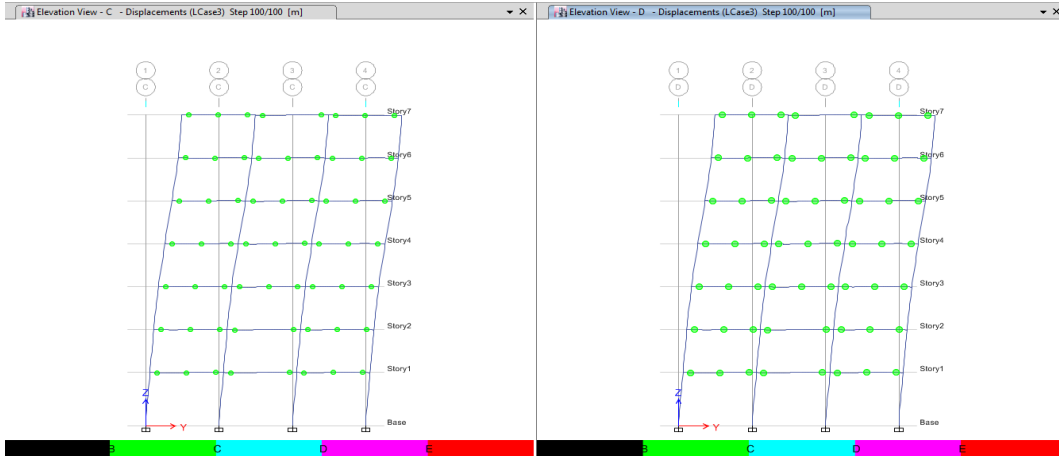 Elevation View - C - Displacements (LCase3) Step 100/100 [m]
1 2 3 4
C C C C
Story7
Story6
Story5
Story4
Story3
Story2
Story1
Z
Y
Base
B C D E
Elevation View - D - Displacements (LCase3) Step 100/100 [m]
1 2 3 4
D D D D
Story7
Story6
Story5
Story4
Story3
Story2
Story1
Z
Y
Base
B C D E